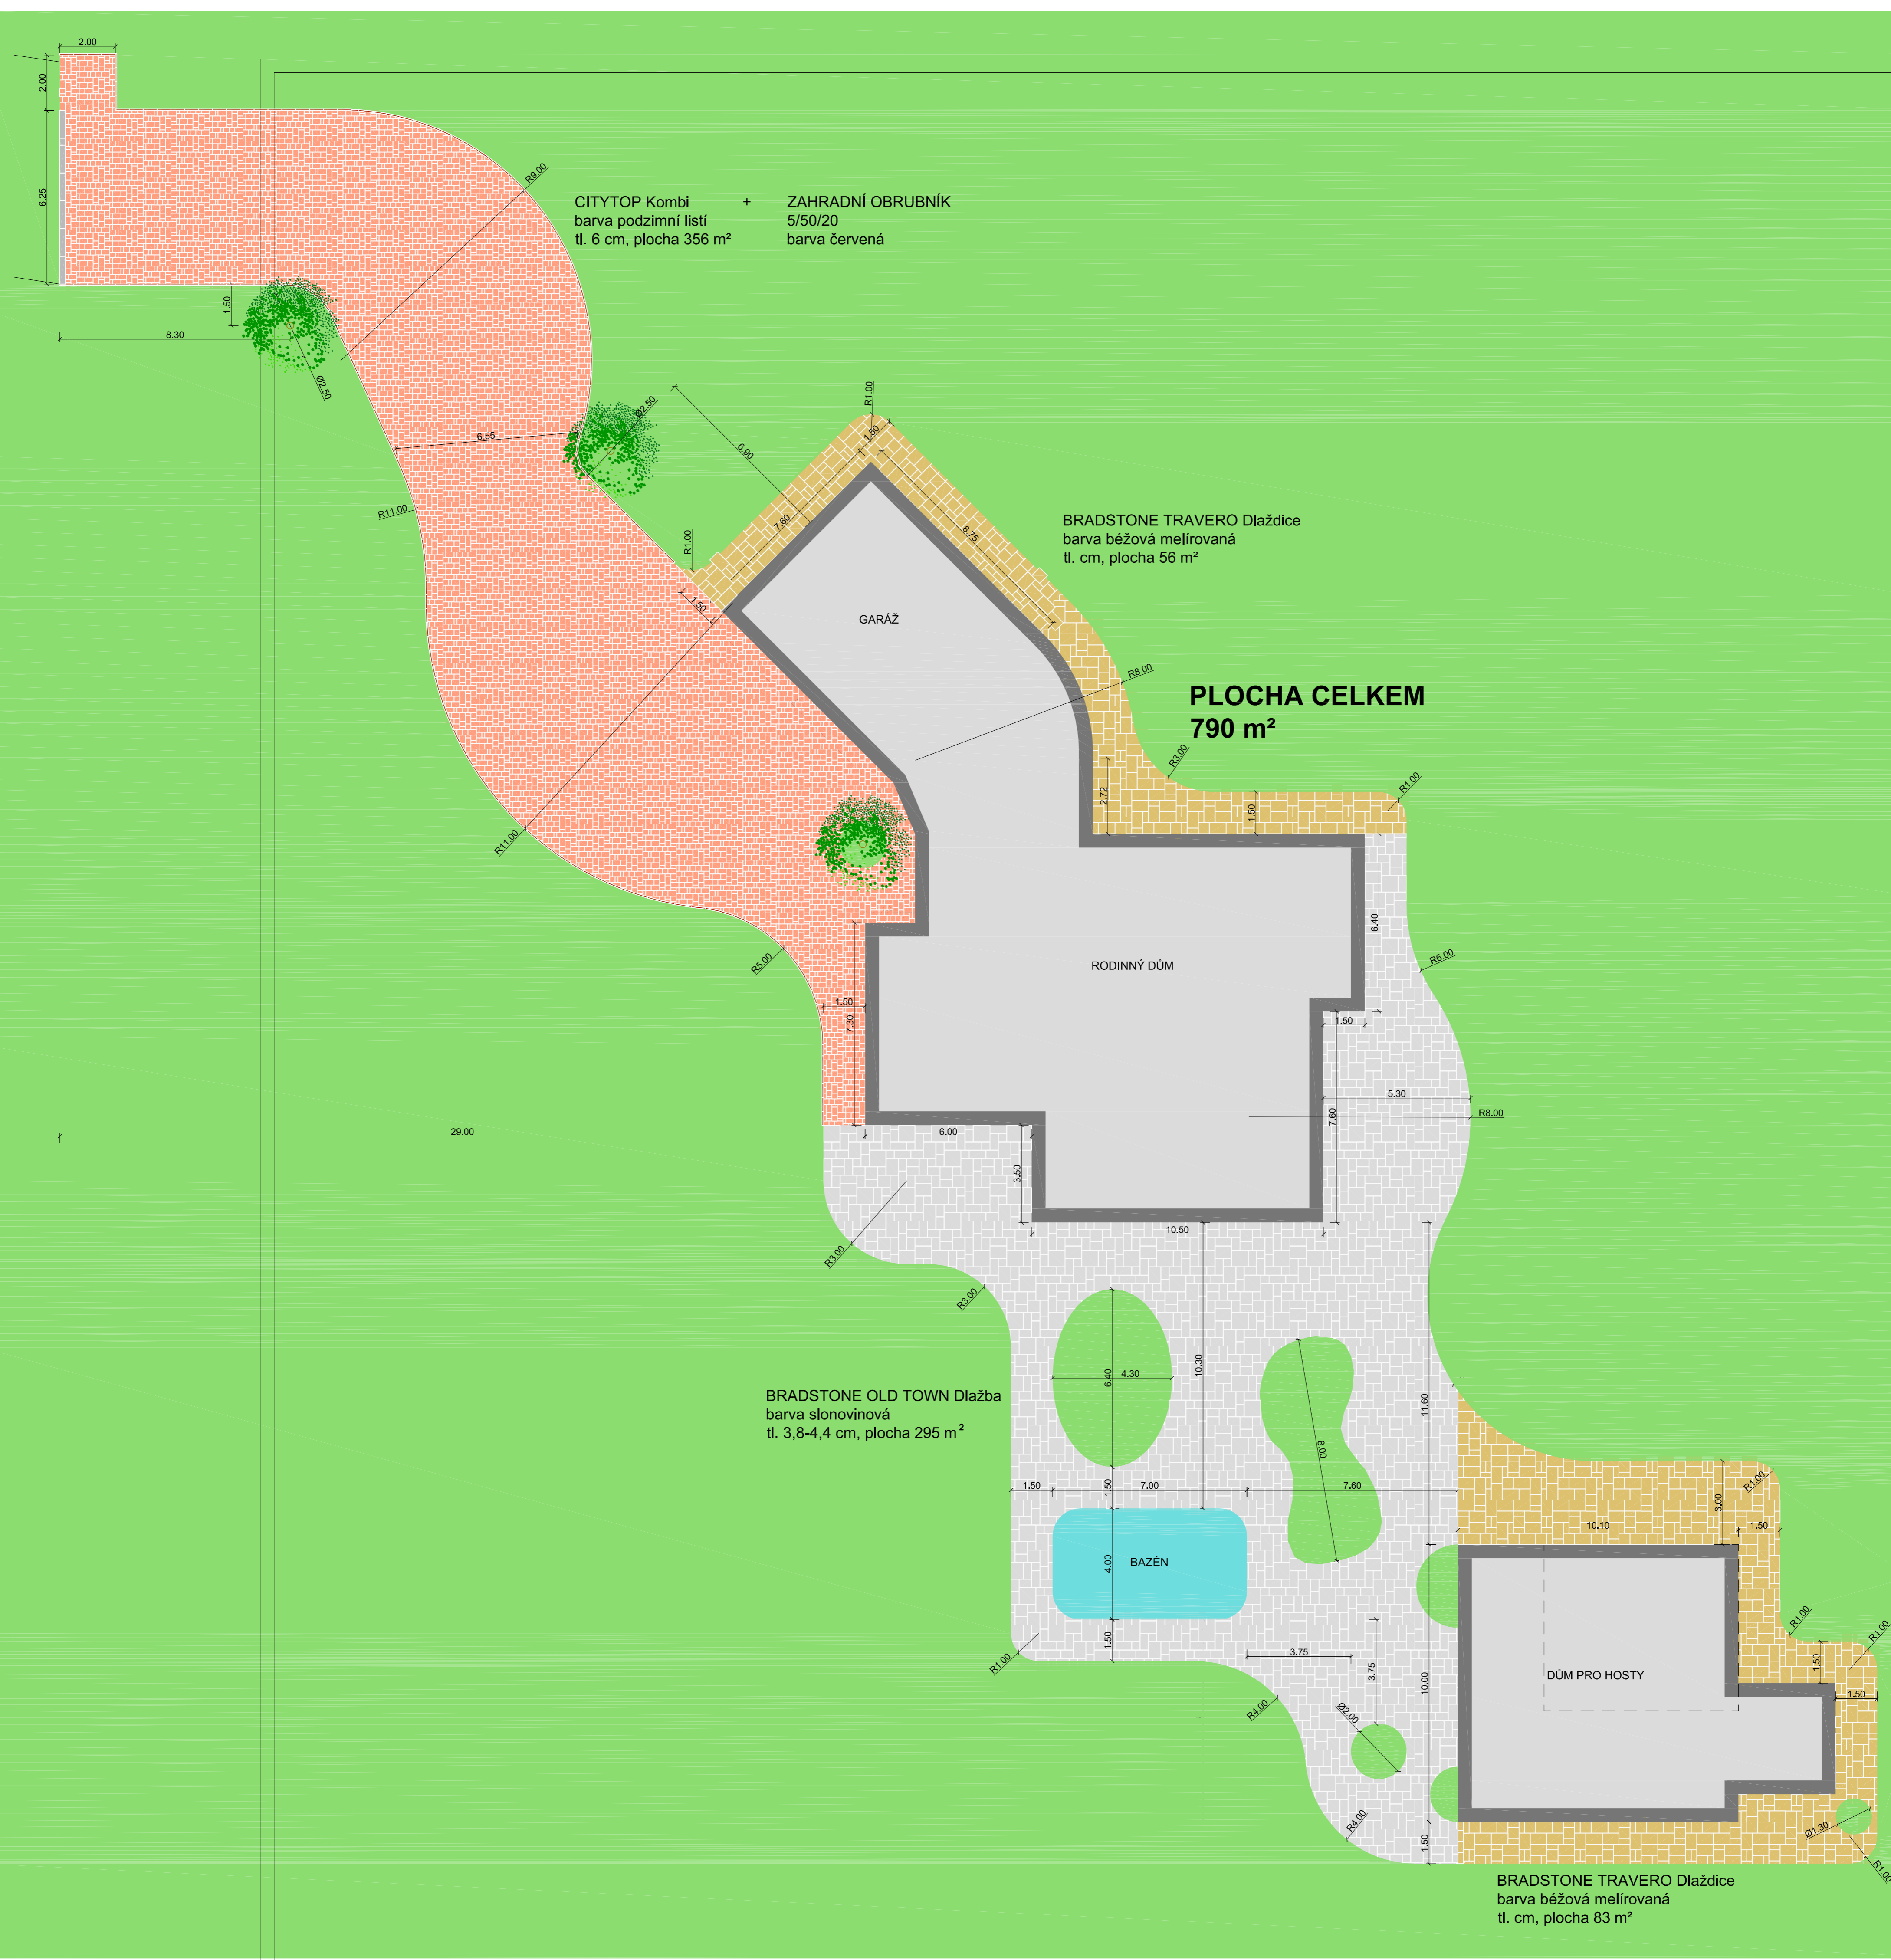 2.00
2.00
6.25
R9.00
CITYTOP Kombi + ZAHRADNÍ OBRUBNÍK
barva podzimní listí 5/50/20
tl. 6 cm, plocha 356 m² barva červená
1.50
8.30
Ø2.50
Ø2.50
6.55
6.90
R1.00
1.50
R11.00
7.60
8.75
R1.00
BRADSTONE TRAVERO Dlaždice
barva béžová melírovaná
tl. cm, plocha 56 m²
1.50
GARÁŽ
R8.00
PLOCHA CELKEM
790 m²
R3.00
R1.00
2.72
1.50
R11.00
6.40
R5.00
RODINNÝ DŮM
R6.00
1.50
7.30
1.50
5.30
7.60
R8.00
29.00
6.00
3.50
10.50
R3.00
R3.00
6.40
4.30
10.30
11.60
BRADSTONE OLD TOWN Dlažba
barva slonovinová
tl. 3,8-4,4 cm, plocha 295 m²
8.00
1.50
1.50
7.00
7.60
R1.00
3.00
10.10
1.50
4.00
BAZÉN
1.50
R1.00
R1.00
R1.00
3.75
3.75
10.00
DŮM PRO HOSTY
1.50
1.50
R4.00
Ø2.00
R4.00
1.50
Ø1.30
R1.00
BRADSTONE TRAVERO Dlaždice
barva béžová melírovaná
tl. cm, plocha 83 m²